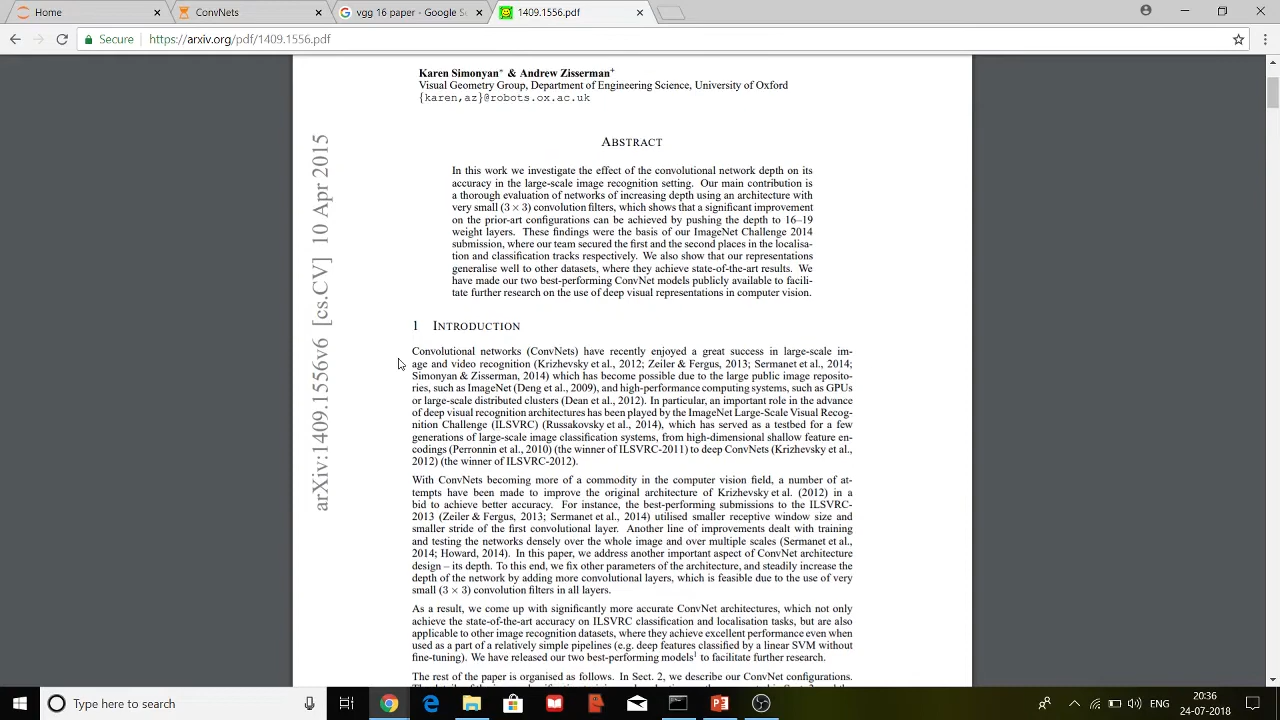 Home
ConvNets
vgg 16 paper - Google S
1409.1556.pdf
Secure
https://arxiv.org/pdf/1409.1556.pdf
Karen Simonyan* & Andrew Zisserman+
Visual Geometry Group, Department of Engineering Science, University of Oxford
{karen,az}@robots.ox.ac.uk
arXiv:1409.1556v6 [cs.CV] 10 Apr 2015
ABSTRACT
In this work we investigate the effect of the convolutional network depth on its
accuracy in the large-scale image recognition setting. Our main contribution is
a thorough evaluation of networks of increasing depth using an architecture with
very small (3 × 3) convolution filters, which shows that a significant improvement
on the prior-art configurations can be achieved by pushing the depth to 16–19
weight layers. These findings were the basis of our ImageNet Challenge 2014
submission, where our team secured the first and the second places in the localisa-
tion and classification tracks respectively. We also show that our representations
generalise well to other datasets, where they achieve state-of-the-art results. We
have made our two best-performing ConvNet models publicly available to facili-
tate further research on the use of deep visual representations in computer vision.
1 INTRODUCTION
Convolutional networks (ConvNets) have recently enjoyed a great success in large-scale im-
age and video recognition (Krizhevsky et al., 2012; Zeiler & Fergus, 2013; Sermanet et al., 2014;
Simonyan & Zisserman, 2014) which has become possible due to the large public image reposito-
ries, such as ImageNet (Deng et al., 2009), and high-performance computing systems, such as GPUs
or large-scale distributed clusters (Dean et al., 2012). In particular, an important role in the advance
of deep visual recognition architectures has been played by the ImageNet Large-Scale Visual Recog-
nition Challenge (ILSVRC) (Russakovsky et al., 2014), which has served as a testbed for a few
generations of large-scale image classification systems, from high-dimensional shallow feature en-
codings (Perronnin et al., 2010) (the winner of ILSVRC-2011) to deep ConvNets (Krizhevsky et al.,
2012) (the winner of ILSVRC-2012).
With ConvNets becoming more of a commodity in the computer vision field, a number of at-
tempts have been made to improve the original architecture of Krizhevsky et al. (2012) in a
bid to achieve better accuracy. For instance, the best-performing submissions to the ILSVRC-
2013 (Zeiler & Fergus, 2013; Sermanet et al., 2014) utilised smaller receptive window size and
smaller stride of the first convolutional layer. Another line of improvements dealt with training
and testing the networks densely over the whole image and over multiple scales (Sermanet et al.,
2014; Howard, 2014). In this paper, we address another important aspect of ConvNet architecture
design – its depth. To this end, we fix other parameters of the architecture, and steadily increase the
depth of the network by adding more convolutional layers, which is feasible due to the use of very
small (3 × 3) convolution filters in all layers.
As a result, we come up with significantly more accurate ConvNet architectures, which not only
achieve the state-of-the-art accuracy on ILSVRC classification and localisation tasks, but are also
applicable to other image recognition datasets, where they achieve excellent performance even when
used as a part of a relatively simple pipelines (e.g. deep features classified by a linear SVM without
fine-tuning). We have released our two best-performing models1 to facilitate further research.
The rest of the paper is organised as follows. In Sect. 2, we describe our ConvNet configurations.
Type here to search
ENG
20:36
24-07-2018